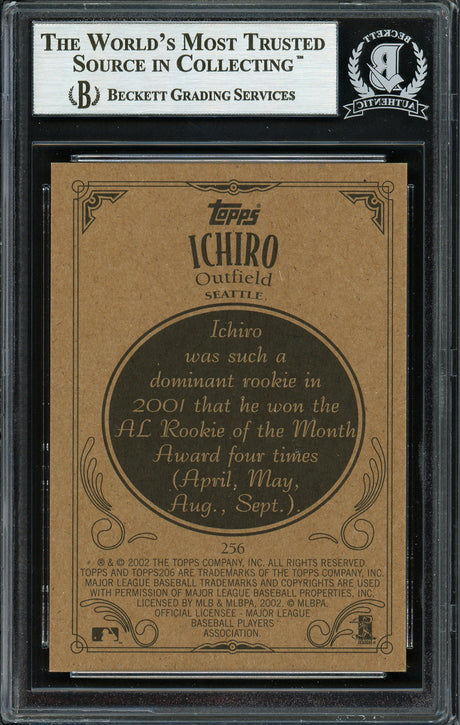 THE WORLD'S MOST TRUSTED
SOURCE IN COLLECTING™
B BECKETT GRADING SERVICES
BECKETT
B
AUTHENTIC
Topps
ICHIRO
Outfield
SEATTLE
Ichiro
was such a
dominant rookie in
2001 that he won the
AL Rookie of the Month
Award four times
(April, May,
Aug., Sept.).
256
® & © 2002 THE TOPPS COMPANY, INC. ALL RIGHTS RESERVED
TOPPS AND TOPPS206 ARE TRADEMARKS OF THE TOPPS COMPANY, INC.
MAJOR LEAGUE BASEBALL TRADEMARKS AND COPYRIGHTS ARE USED
WITH PERMISSION OF MAJOR LEAGUE BASEBALL PROPERTIES, INC.
LICENSED BY MLB & MLBPA, 2002. © MLBPA.
OFFICIAL LICENSEE - MAJOR LEAGUE
BASEBALL PLAYERS
ASSOCIATION.